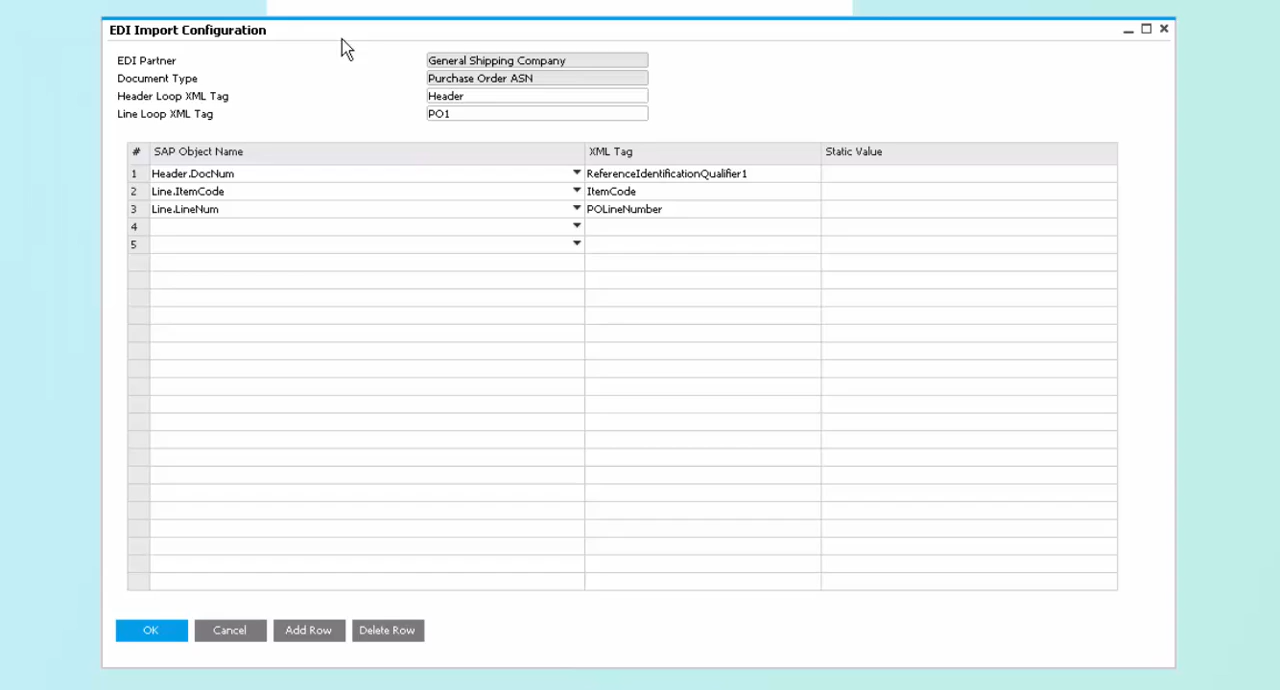 EDI Import Configuration
EDI Partner General Shipping Company
Document Type Purchase Order ASN
Header Loop XML Tag Header
Line Loop XML Tag PO1
# SAP Object Name XML Tag Static Value
1 Header.DocNum ReferenceIdentificationQualifier1
2 Line.ItemCode ItemCode
3 Line.LineNum POLineNumber
4
5
OK Cancel Add Row Delete Row